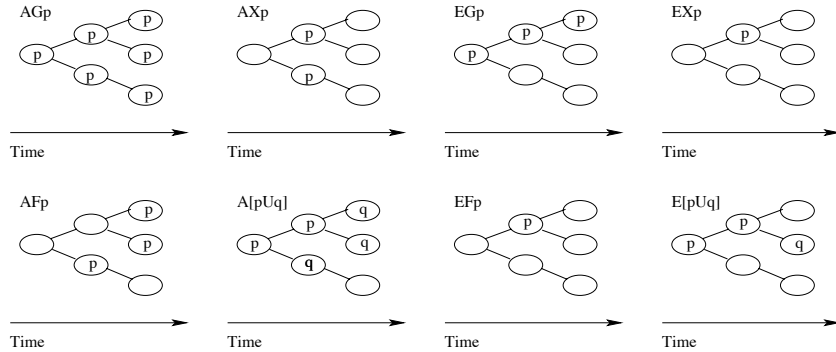 AGp AXp EGp EXp
p p p
p p p p p p
p p p p
p p
Time Time Time Time
AFp A[pUq] EFp E[pUq]
p q
p p p
p p q p q
p q
Time Time Time Time